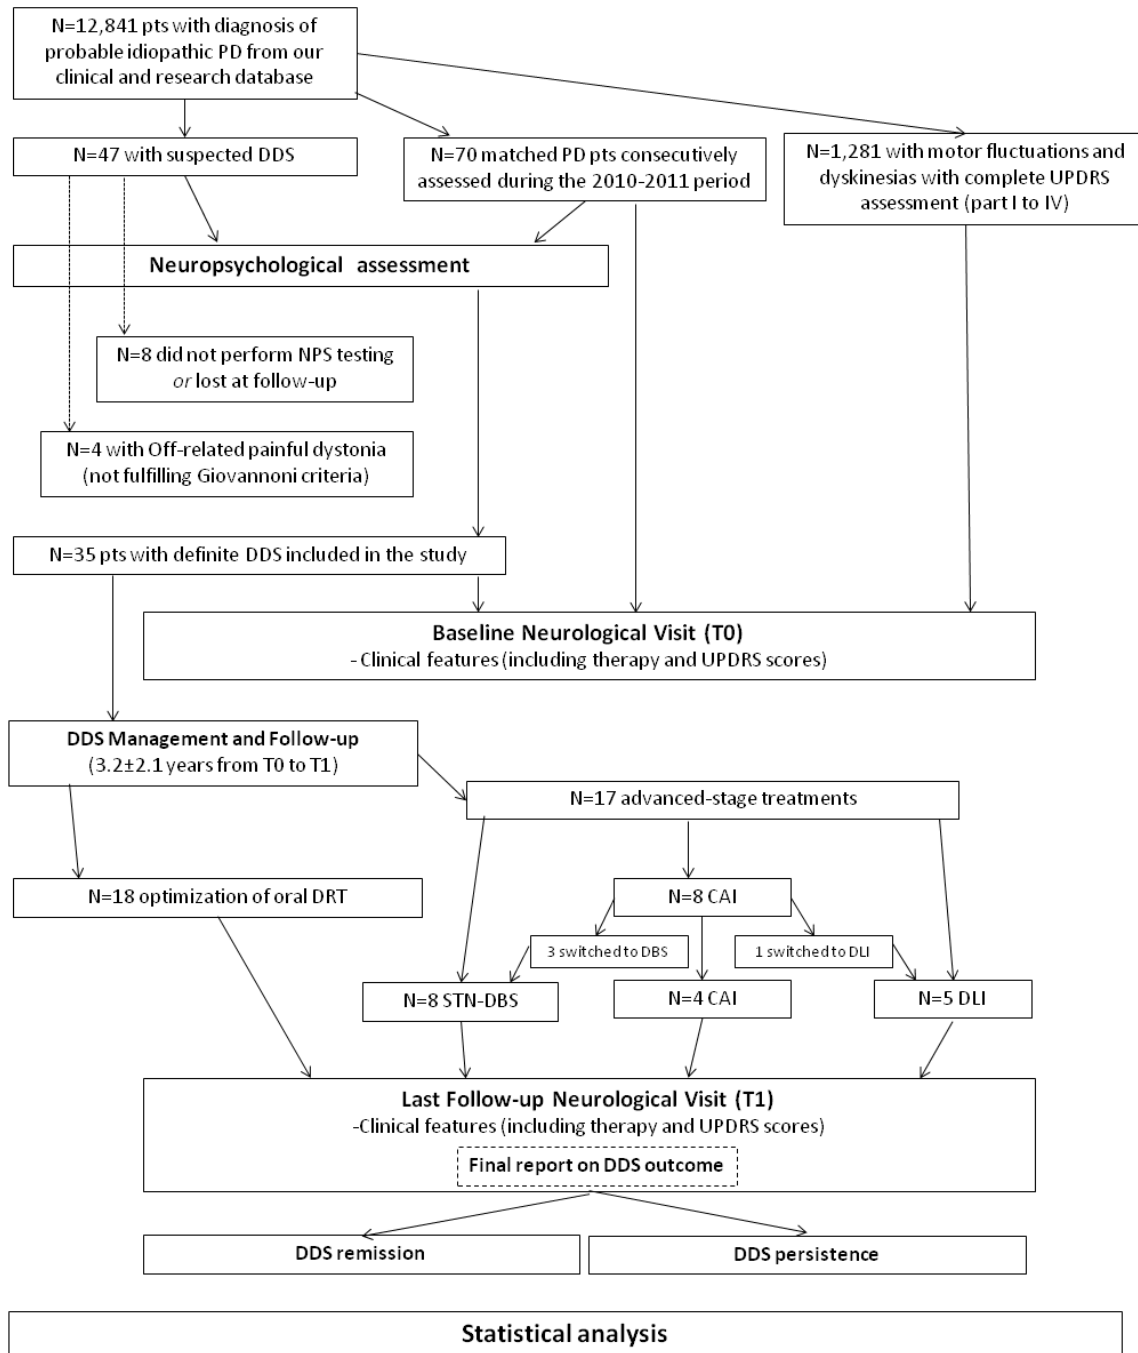 N=12,841 pts with diagnosis of
probable idiopathic PD from our
clinical and research database
N=47 with suspected DDS
N=70 matched PD pts consecutively
assessed during the 2010-2011 period
N=1,281 with motor fluctuations and
dyskinesias with complete UPDRS
assessment (part I to IV)
Neuropsychological assessment
N=8 did not perform NPS testing
or lost at follow-up
N=4 with Off-related painful dystonia
(not fulfilling Giovannoni criteria)
N=35 pts with definite DDS included in the study
Baseline Neurological Visit (T0)
- Clinical features (including therapy and UPDRS scores)
DDS Management and Follow-up
(3.2±2.1 years from T0 to T1)
N=17 advanced-stage treatments
N=18 optimization of oral DRT
N=8 CAI
3 switched to DBS
1 switched to DLI
N=8 STN-DBS
N=4 CAI
N=5 DLI
Last Follow-up Neurological Visit (T1)
-Clinical features (including therapy and UPDRS scores)
Final report on DDS outcome
DDS remission
DDS persistence
Statistical analysis